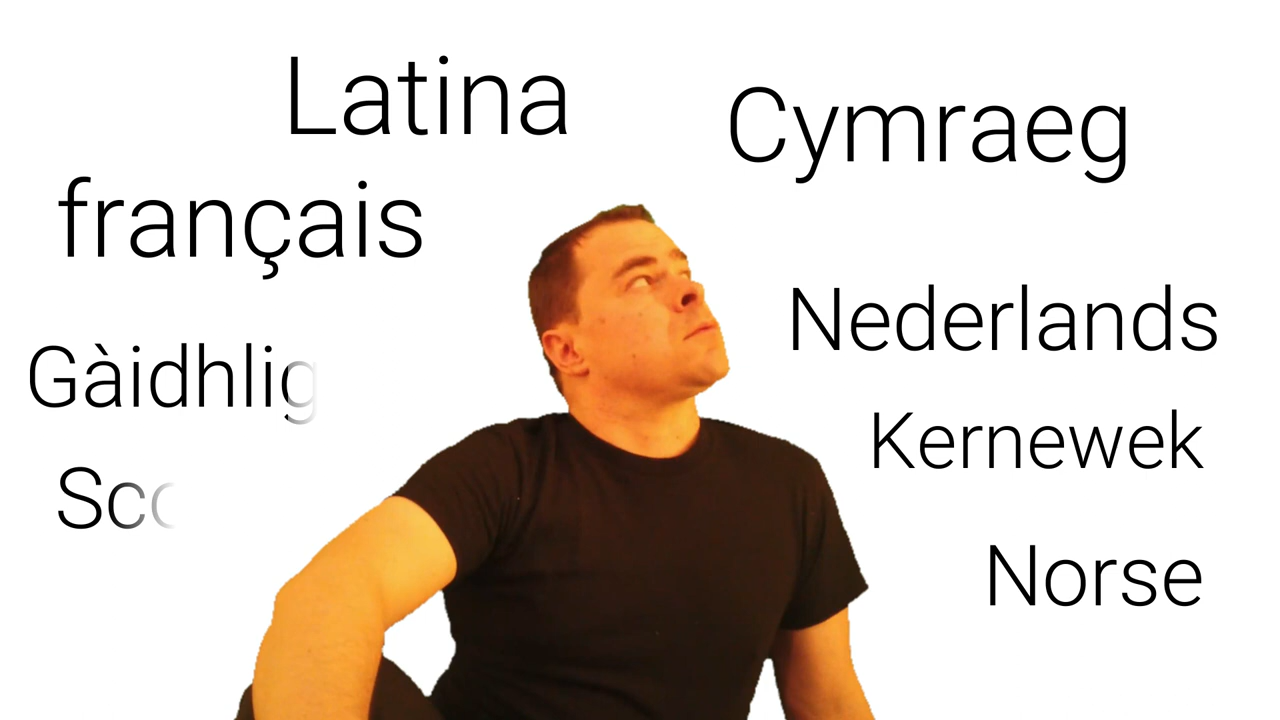 Latina
Cymraeg
français
Nederlands
Gàidhlig
Kernewek
Norse